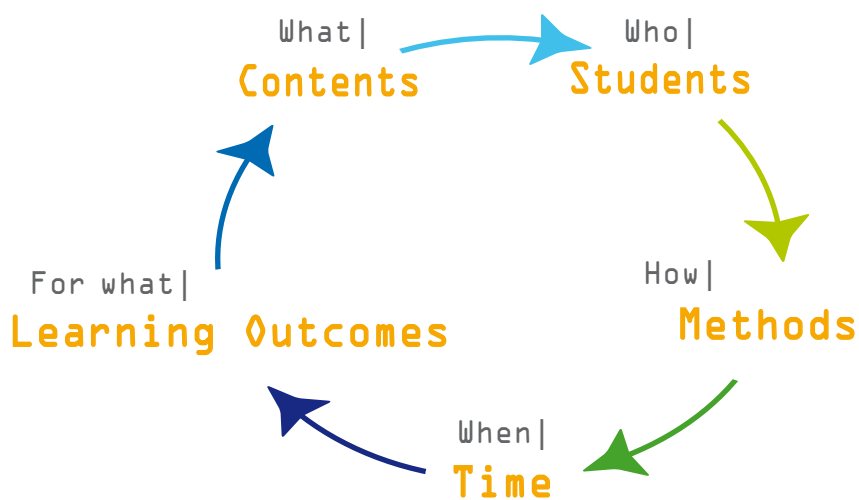 What|
Contents
Who|
Students
How|
Methods
When|
Time
For what|
Learning Outcomes